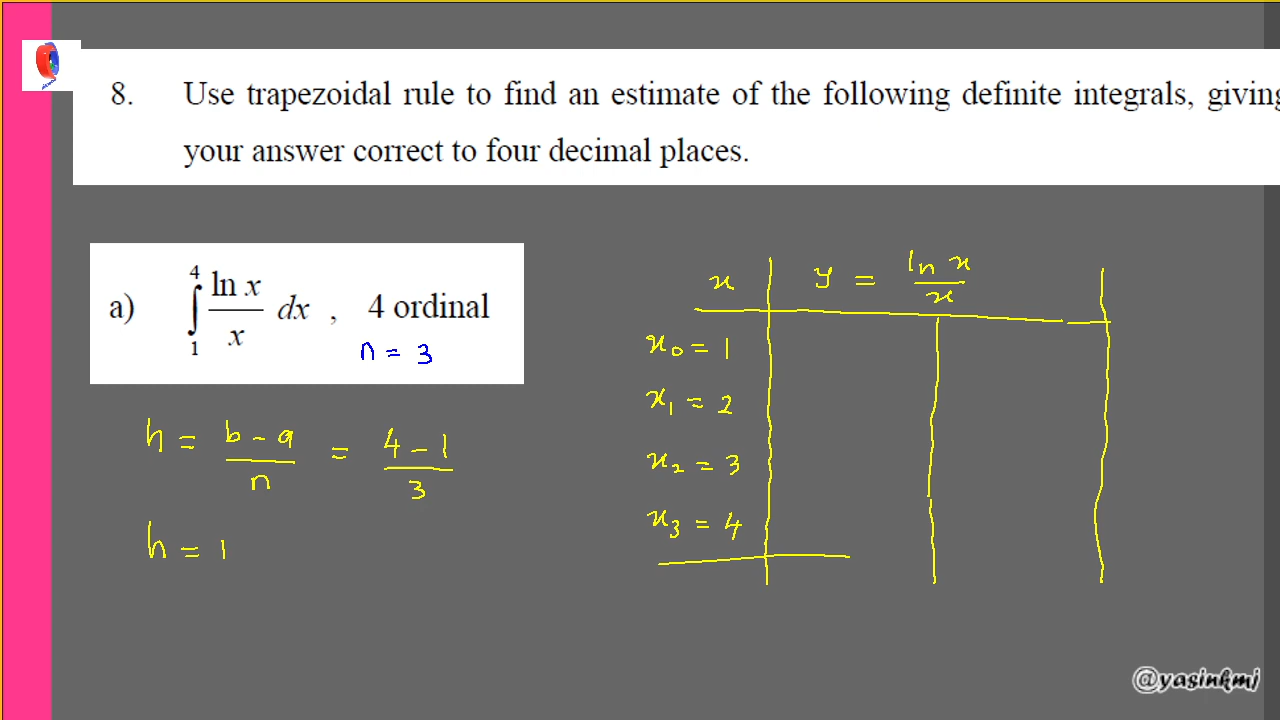 8. Use trapezoidal rule to find an estimate of the following definite integrals, giving
your answer correct to four decimal places.
a) ∫₁⁴ ln x / x dx , 4 ordinal
n = 3
h = b - a / n = 4 - 1 / 3
h = 1
x | y = ln x / x
x₀ = 1
x₁ = 2
x₂ = 3
x₃ = 4
@yasinkmj